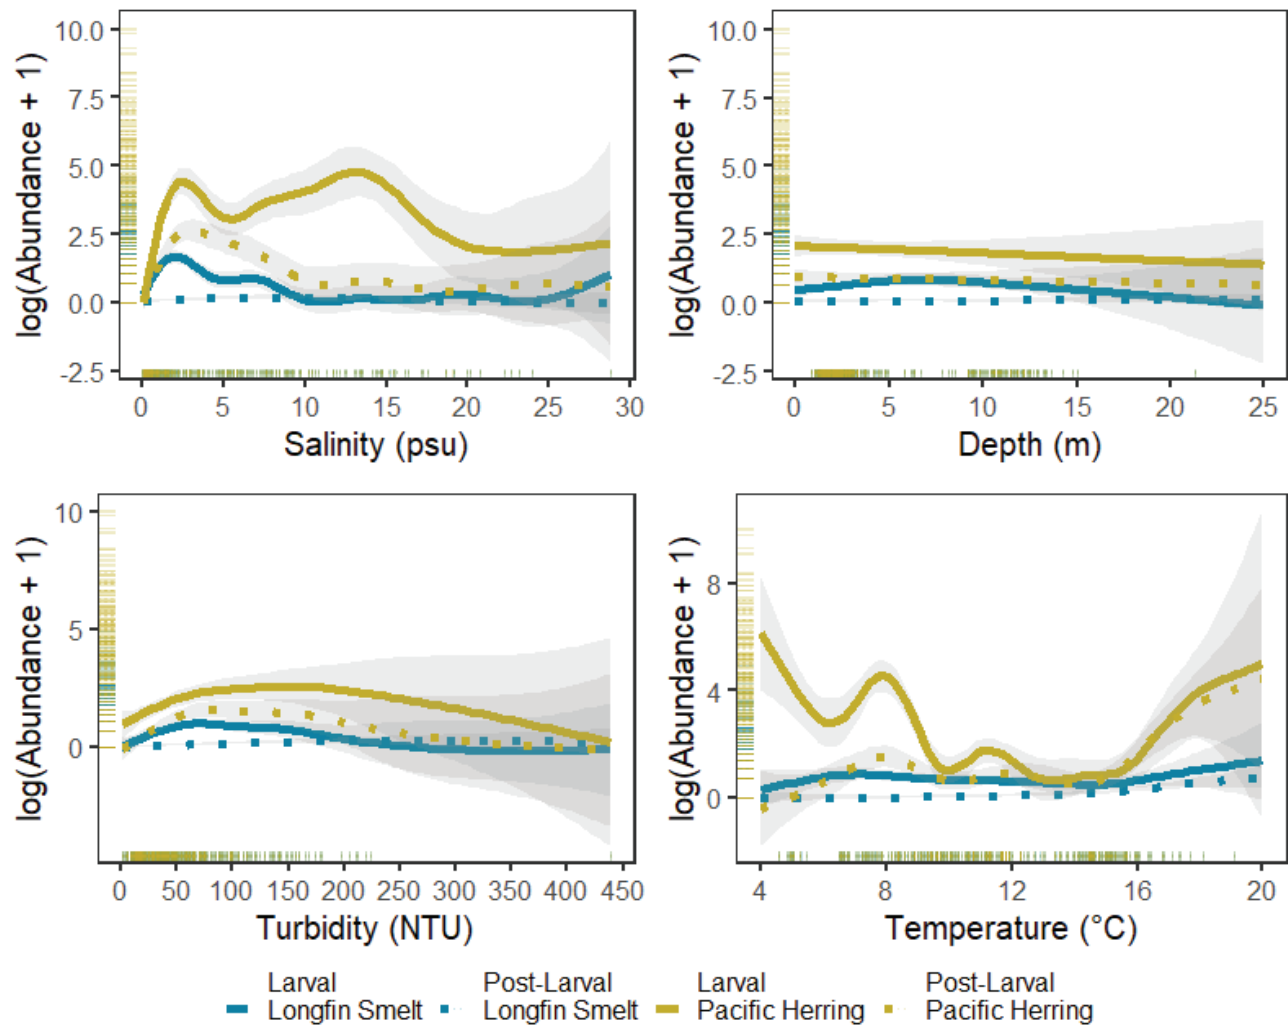 10.0
7.5
5.0
2.5
0.0
-2.5
log(Abundance + 1)
0 5 10 15 20 25 30
Salinity (psu)
10.0
7.5
5.0
2.5
0.0
-2.5
log(Abundance + 1)
0 5 10 15 20 25
Depth (m)
10
5
0
log(Abundance + 1)
0 50 100 150 200 250 300 350 400 450
Turbidity (NTU)
8
4
0
log(Abundance + 1)
4 8 12 16 20
Temperature (°C)
Larval Post-Larval Larval Post-Larval
Longfin Smelt Longfin Smelt Pacific Herring Pacific Herring